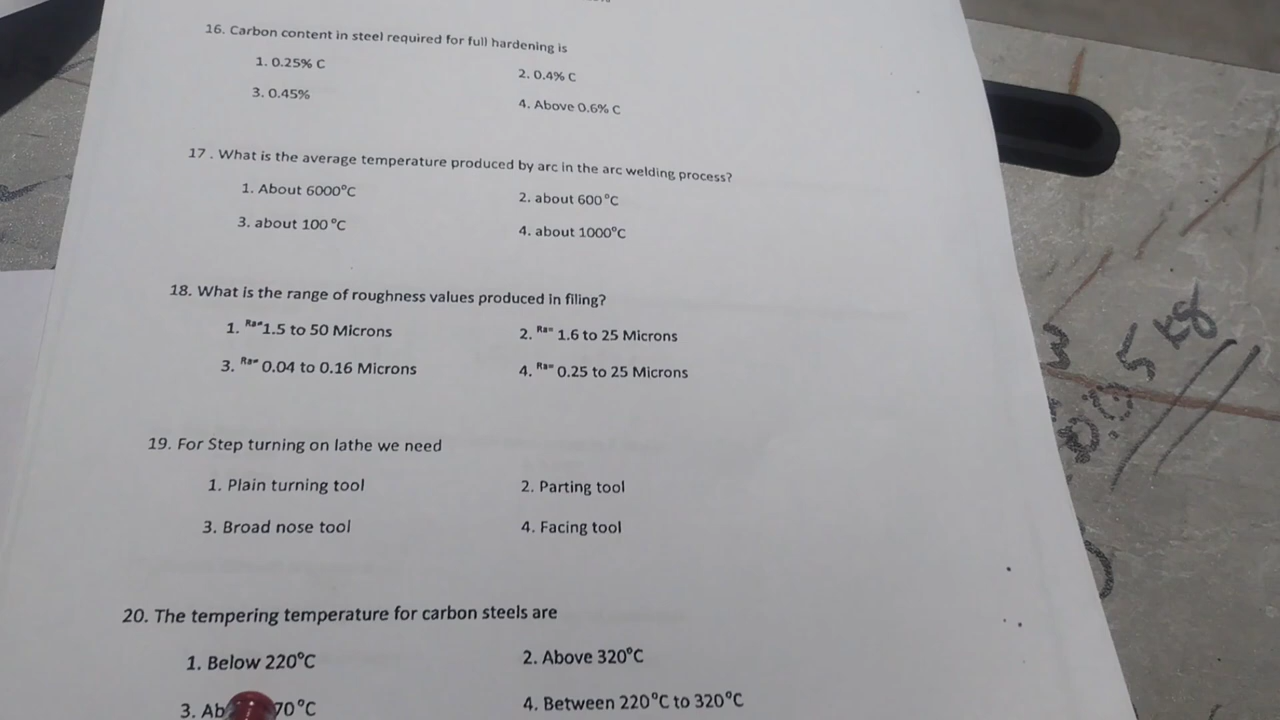 16. Carbon content in steel required for full hardening is
1. 0.25% C
2. 0.4% C
3. 0.45%
4. Above 0.6% C
17 . What is the average temperature produced by arc in the arc welding process?
1. About 6000°C
2. about 600°C
3. about 100°C
4. about 1000°C
18. What is the range of roughness values produced in filing?
1. Ra= 1.5 to 50 Microns
2. Ra= 1.6 to 25 Microns
3. Ra= 0.04 to 0.16 Microns
4. Ra= 0.25 to 25 Microns
19. For Step turning on lathe we need
1. Plain turning tool
2. Parting tool
3. Broad nose tool
4. Facing tool
20. The tempering temperature for carbon steels are
1. Below 220°C
2. Above 320°C
3. Ab 70°C
4. Between 220°C to 320°C